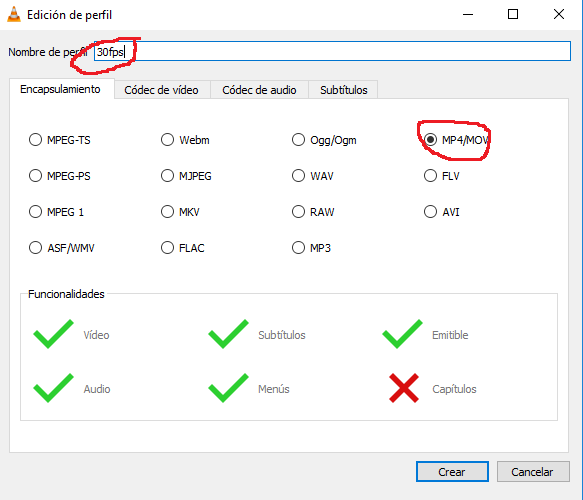 Edición de perfil
Nombre de perfil 30fps
Encapsulamiento Códec de vídeo Códec de audio Subtítulos
MPEG-TS Webm Ogg/Ogm MP4/MOV
MPEG-PS MJPEG WAV FLV
MPEG 1 MKV RAW AVI
ASF/WMV FLAC MP3
Funcionalidades
Vídeo Subtítulos Emitible
Audio Menús Capítulos
Crear Cancelar